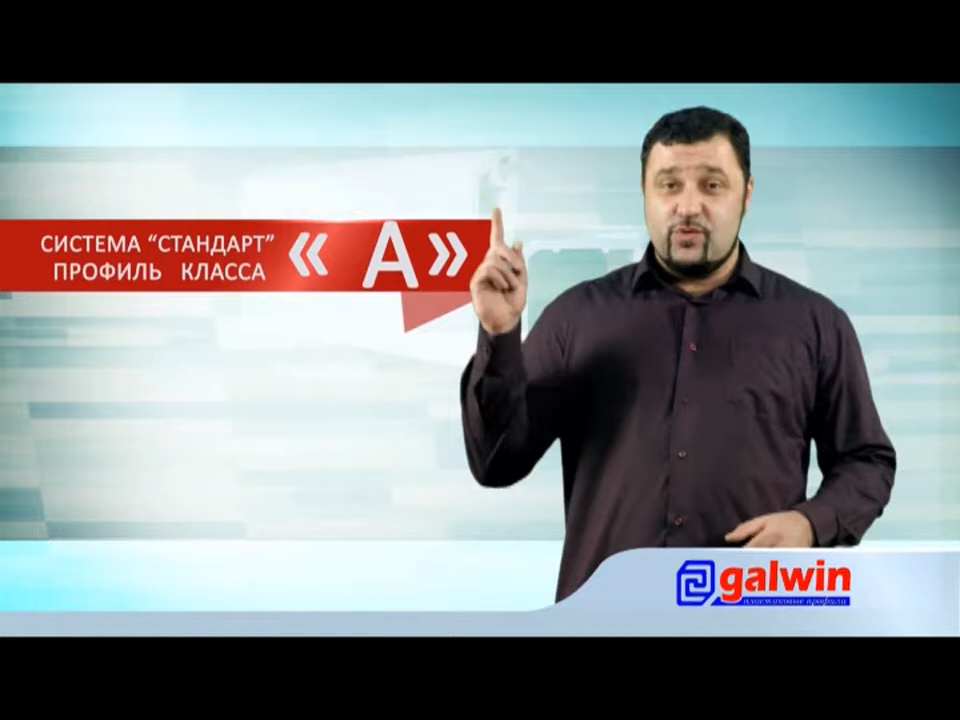 СИСТЕМА “СТАНДАРТ”
ПРОФИЛЬ КЛАССА
« А»
galwin
пластиковые профили